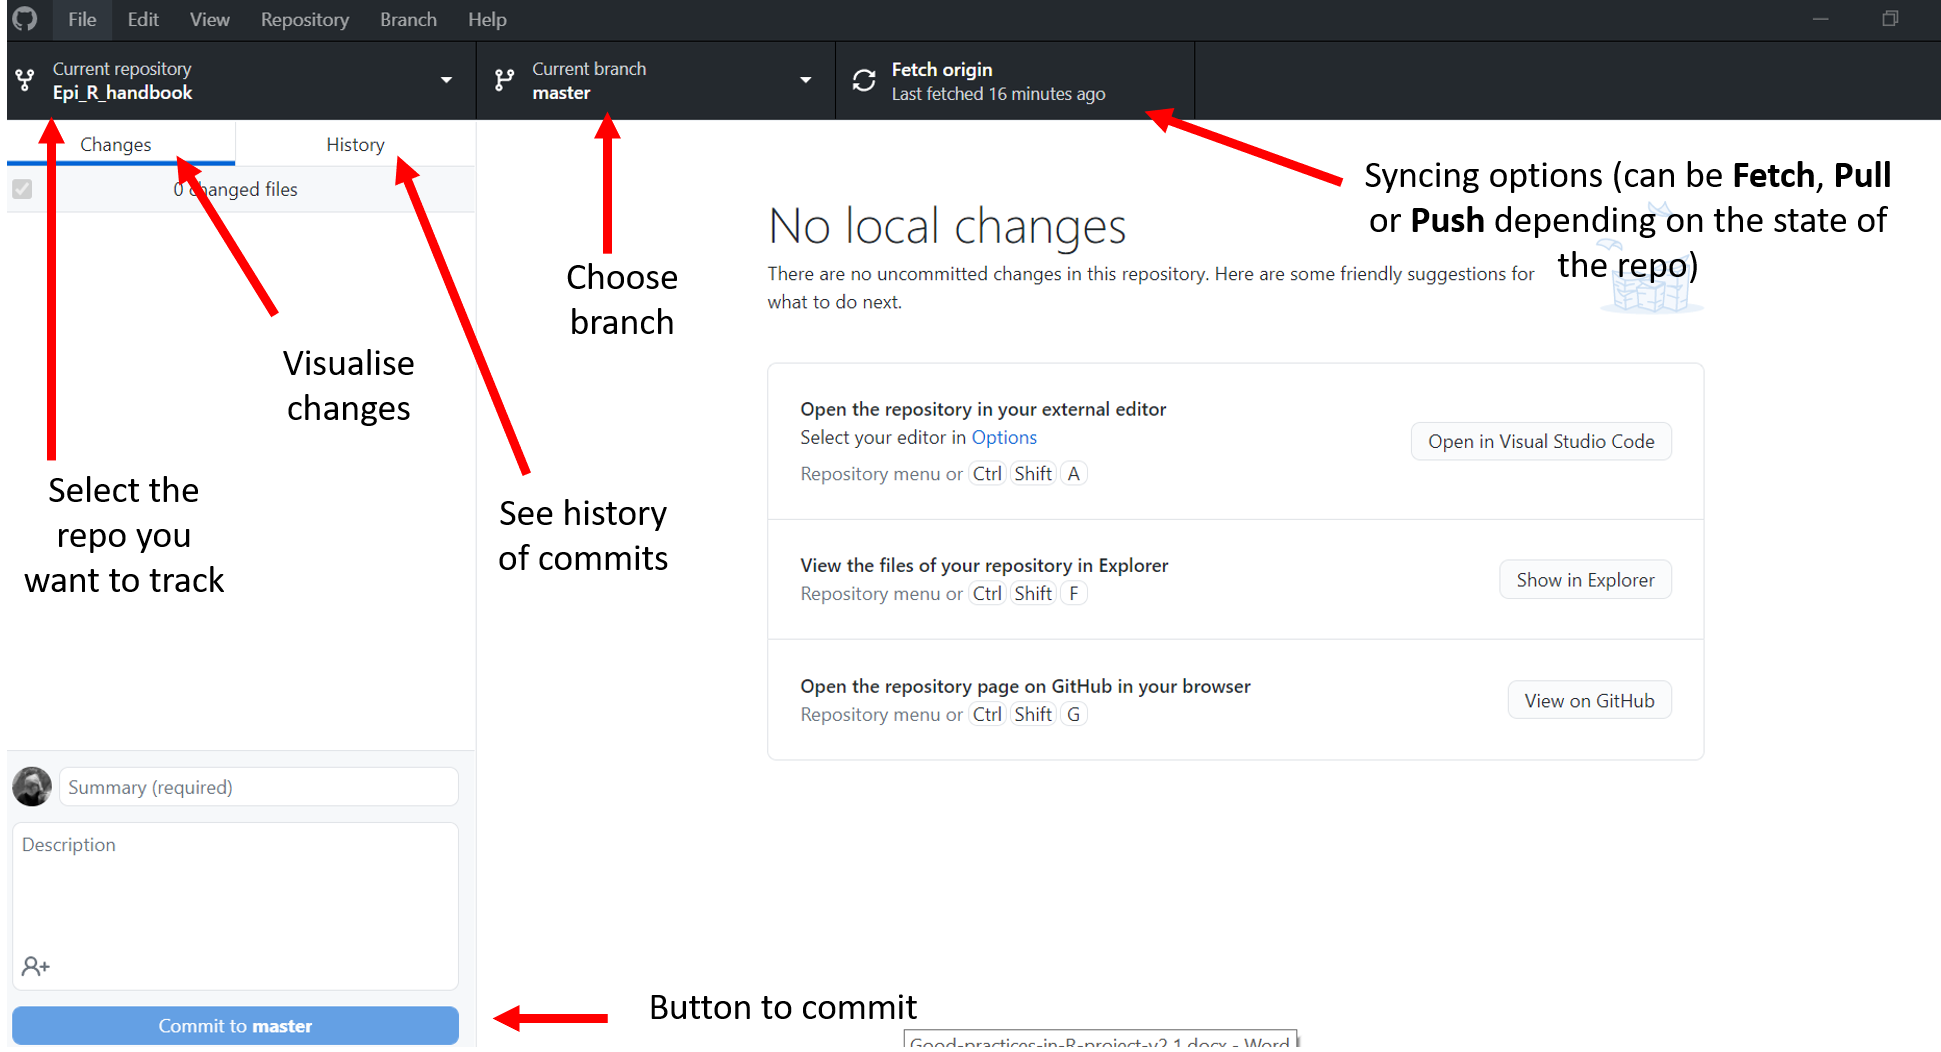 File Edit View Repository Branch Help
Current repository
Epi_R_handbook
Current branch
master
Fetch origin
Last fetched 16 minutes ago
Changes
History
0 changed files
Syncing options (can be Fetch, Pull
or Push depending on the state of
the repo)
No local changes
There are no uncommitted changes in this repository. Here are some friendly suggestions for
what to do next.
Choose
branch
Visualise
changes
Select the
repo you
want to track
See history
of commits
Open the repository in your external editor
Select your editor in Options
Repository menu or Ctrl Shift A
Open in Visual Studio Code
View the files of your repository in Explorer
Repository menu or Ctrl Shift F
Show in Explorer
Open the repository page on GitHub in your browser
Repository menu or Ctrl Shift G
View on GitHub
Summary (required)
Description
Commit to master
Button to commit
Good-practices-in-R-project-v2.1.docx - Word